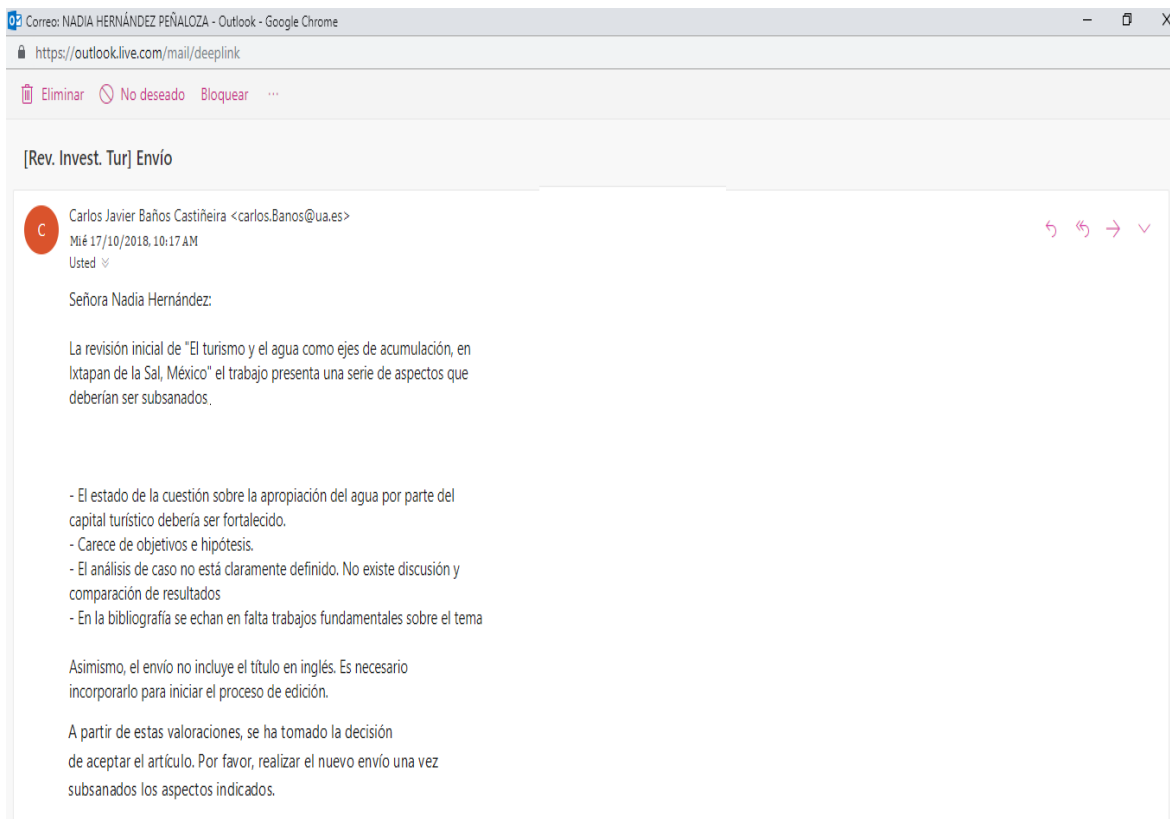 Correo: NADIA HERNÁNDEZ PEÑALOZA - Outlook - Google Chrome
https://outlook.live.com/mail/deeplink
Eliminar No deseado Bloquear ...
[Rev. Invest. Tur] Envío
C
Carlos Javier Baños Castiñeira <carlos.Banos@ua.es>
Mié 17/10/2018, 10:17 AM
Usted
Señora Nadia Hernández:
La revisión inicial de "El turismo y el agua como ejes de acumulación, en
Ixtapan de la Sal, México" el trabajo presenta una serie de aspectos que
deberían ser subsanados.
- El estado de la cuestión sobre la apropiación del agua por parte del
capital turístico debería ser fortalecido.
- Carece de objetivos e hipótesis.
- El análisis de caso no está claramente definido. No existe discusión y
comparación de resultados
- En la bibliografía se echan en falta trabajos fundamentales sobre el tema
Asimismo, el envío no incluye el título en inglés. Es necesario
incorporarlo para iniciar el proceso de edición.
A partir de estas valoraciones, se ha tomado la decisión
de aceptar el artículo. Por favor, realizar el nuevo envío una vez
subsanados los aspectos indicados.